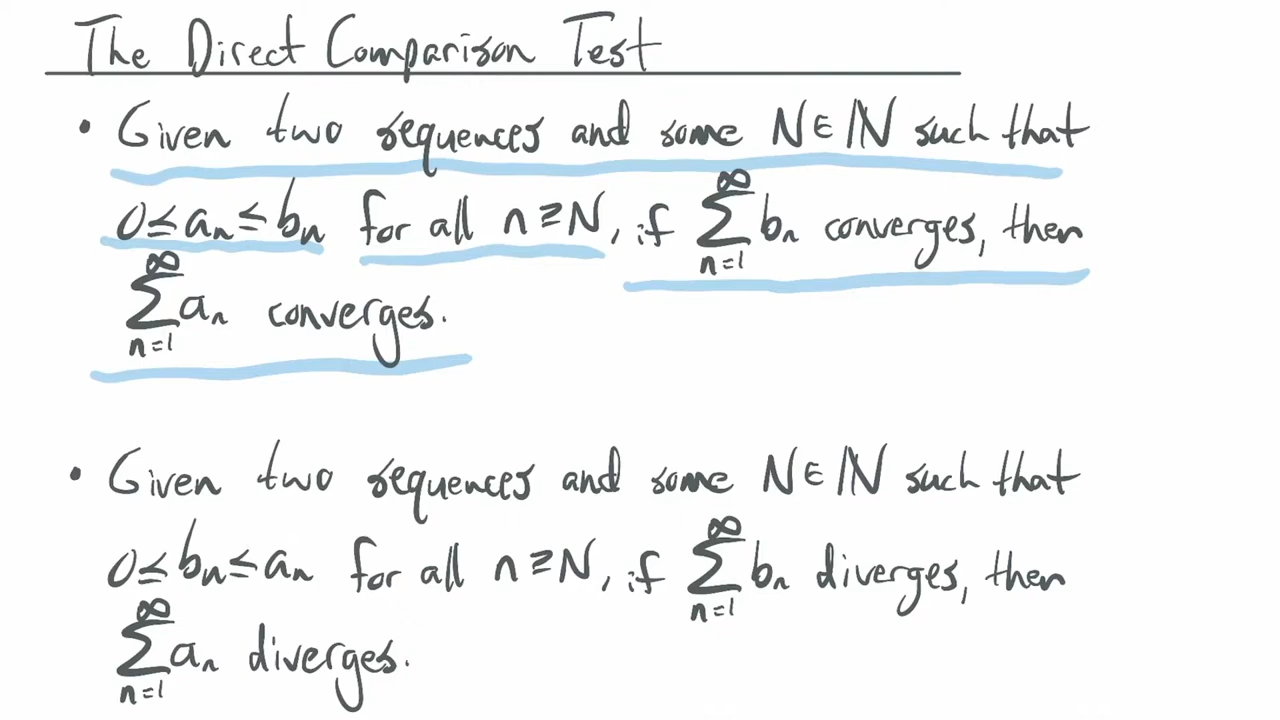 The Direct Comparison Test
• Given two sequences and some N ∈ ℕ such that
0 ≤ aₙ ≤ bₙ for all n ≥ N, if ∑_{n=1}^{∞} bₙ converges, then
∑_{n=1}^{∞} aₙ converges.
• Given two sequences and some N ∈ ℕ such that
0 ≤ bₙ ≤ aₙ for all n ≥ N, if ∑_{n=1}^{∞} bₙ diverges, then
∑_{n=1}^{∞} aₙ diverges.